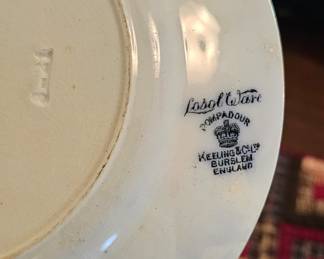 Losol Ware
POMPADOUR
KEELING & Co Ltd
BURSLEM
ENGLAND